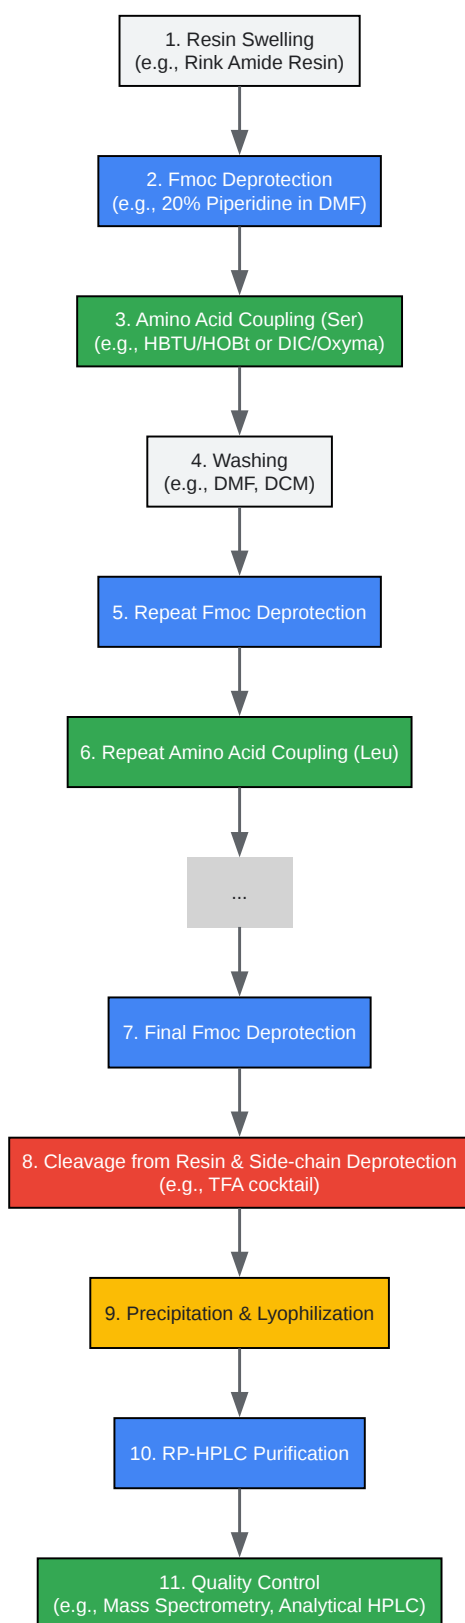 1. Resin Swelling
(e.g., Rink Amide Resin)
2. Fmoc Deprotection
(e.g., 20% Piperidine in DMF)
3. Amino Acid Coupling (Ser)
(e.g., HBTU/HOBt or DIC/Oxyma)
4. Washing
(e.g., DMF, DCM)
5. Repeat Fmoc Deprotection
6. Repeat Amino Acid Coupling (Leu)
...
7. Final Fmoc Deprotection
8. Cleavage from Resin & Side-chain Deprotection
(e.g., TFA cocktail)
9. Precipitation & Lyophilization
10. RP-HPLC Purification
11. Quality Control
(e.g., Mass Spectrometry, Analytical HPLC)